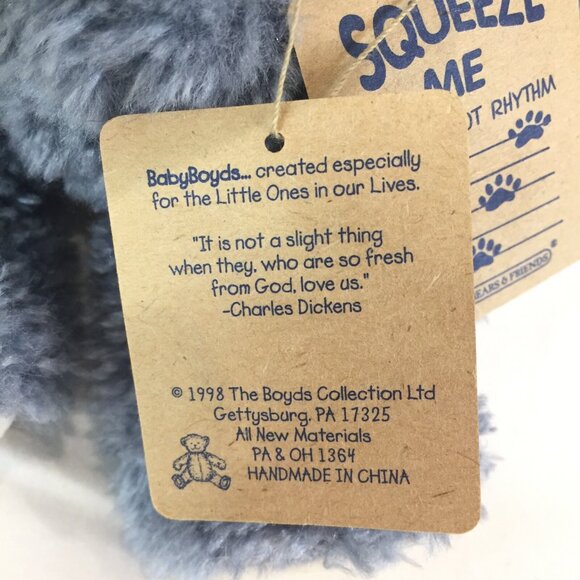 SQUEEZE
ME
OT RHYTHM
BabyBoyds... created especially
for the Little Ones in our Lives.
"It is not a slight thing
when they, who are so fresh
from God, love us."
-Charles Dickens
© 1998 The Boyds Collection Ltd
Gettysburg, PA 17325
All New Materials
PA & OH 1364
HANDMADE IN CHINA
EARS & FRIENDS